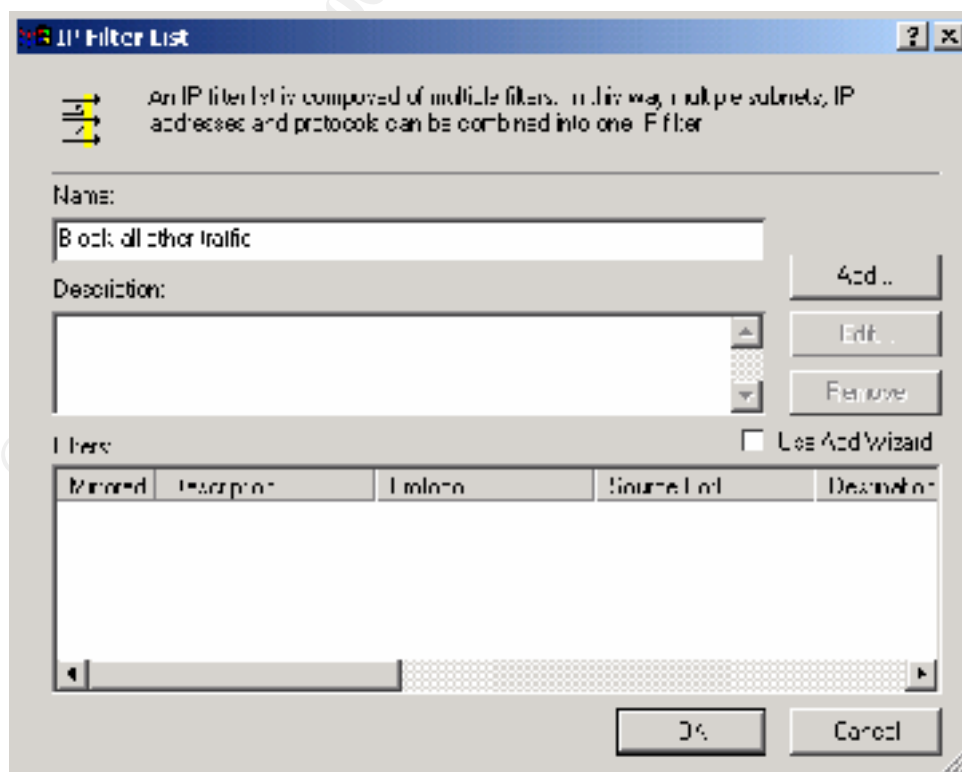 IP Filter List
An IP filter list is composed of multiple filters. In this way, multiple subnets, IP
addresses and protocols can be combined into one IP filter.
Name:
Block all other traffic
Description:
Add...
Edit...
Remove
Filters:
Use Add Wizard
Mirrored Description Protocol Source Port Destination
OK
Cancel